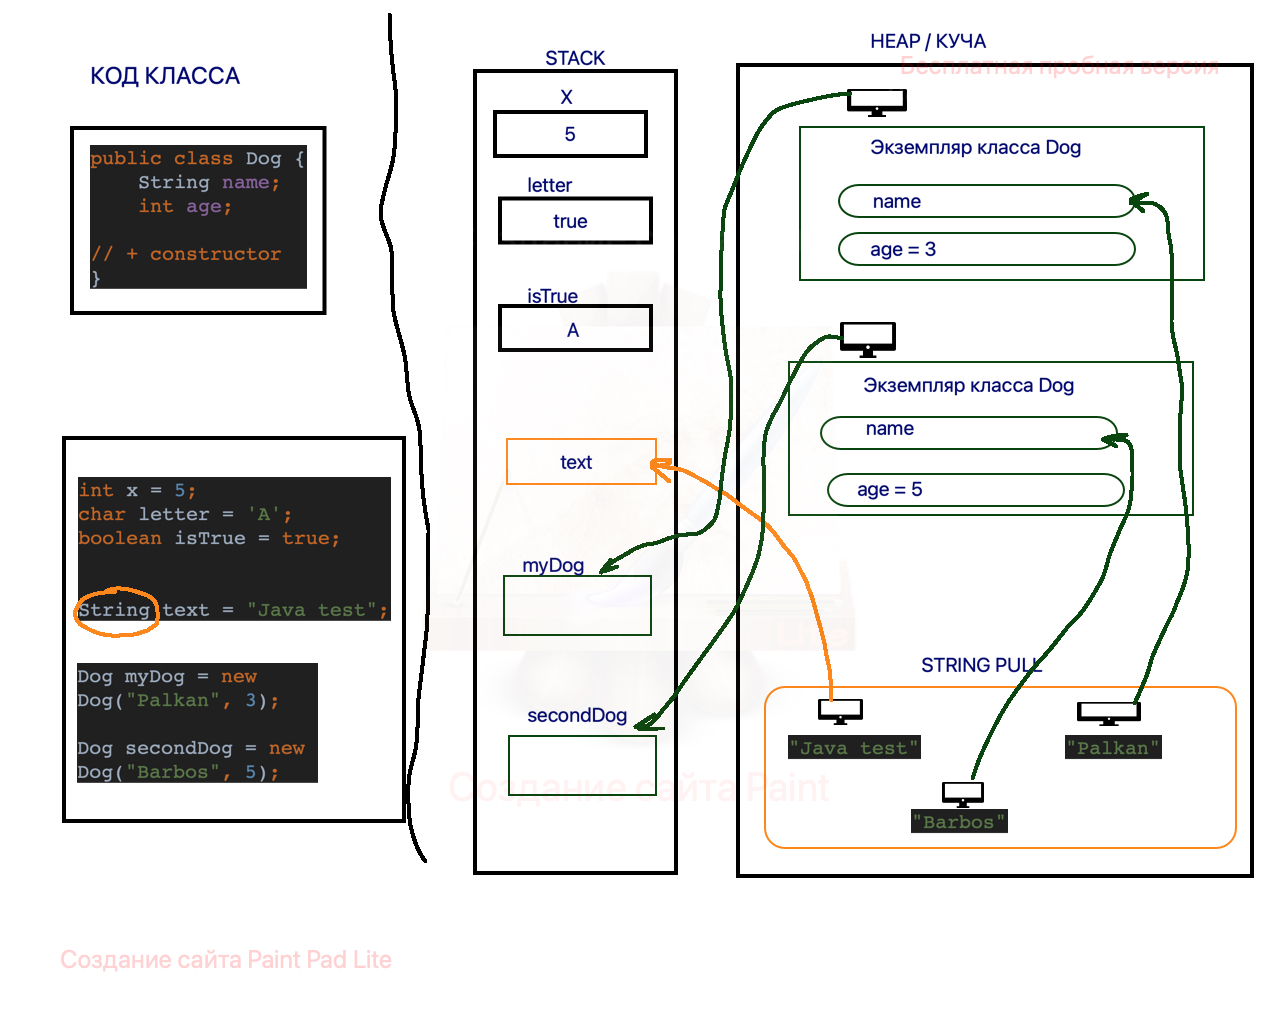 КОД КЛАССА
public class Dog {
String name;
int age;
// + constructor
}
int x = 5;
char letter = 'A';
boolean isTrue = true;
String text = "Java test";
Dog myDog = new
Dog("Palkan", 3);
Dog secondDog = new
Dog("Barbos", 5);
STACK
X
5
letter
true
isTrue
A
text
myDog
secondDog
HEAP / КУЧА
Бесплатная пробная версия
Экземпляр класса Dog
name
age = 3
Экземпляр класса Dog
name
age = 5
STRING PULL
"Java test"
"Palkan"
"Barbos"
Lite
Создание сайта Paint
Создание сайта Paint Pad Lite